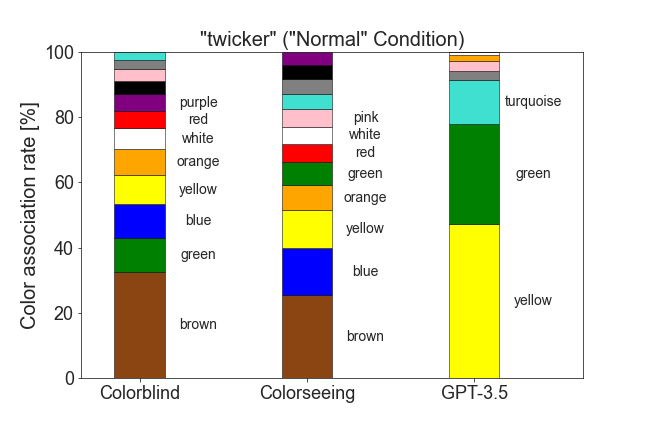 "twicker" ("Normal" Condition)
Color association rate [%]
100
80
60
40
20
0
purple
red
white
orange
yellow
blue
green
brown
pink
white
red
green
orange
yellow
blue
brown
turquoise
green
yellow
Colorblind
Colorseeing
GPT-3.5